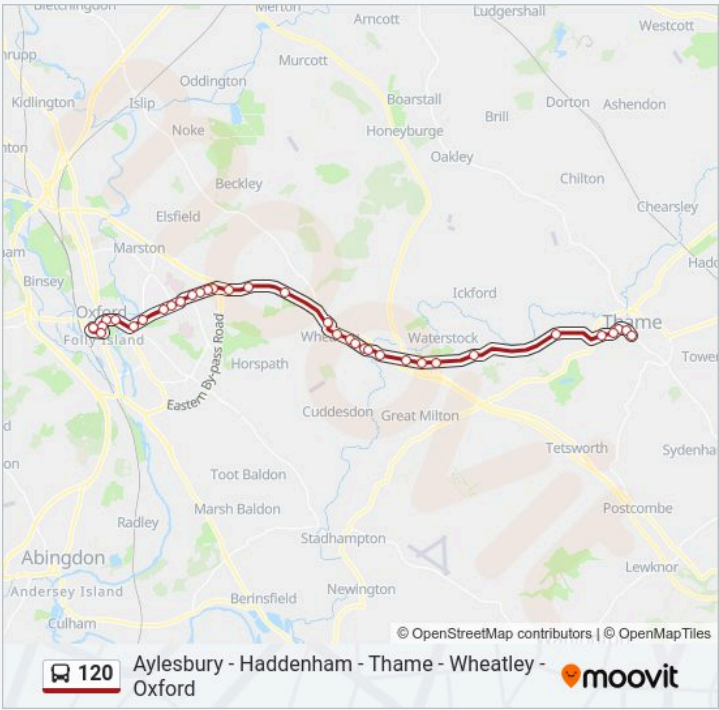 Bletchingdon
Merton
Arncott
Ludgershall
Westcott
Murcott
Oddington
Kidlington
Islip
Boarstall
Dorton
Ashendon
Brill
Noke
Honeyburge
Oakley
Chilton
Beckley
Chearsley
Elsfield
Marston
Binsey
Ickford
Oxford
Thame
Folly Island
Waterstock
Horspath
Eastern By-pass Road
Cuddesdon
Great Milton
Tetsworth
Toot Baldon
Marsh Baldon
Postcombe
Radley
Stadhampton
Abingdon
Lewknor
Andersey Island
Newington
Berinsfield
Culham
© OpenStreetMap contributors | © OpenMapTiles
120
Aylesbury - Haddenham - Thame - Wheatley -
Oxford
moovit